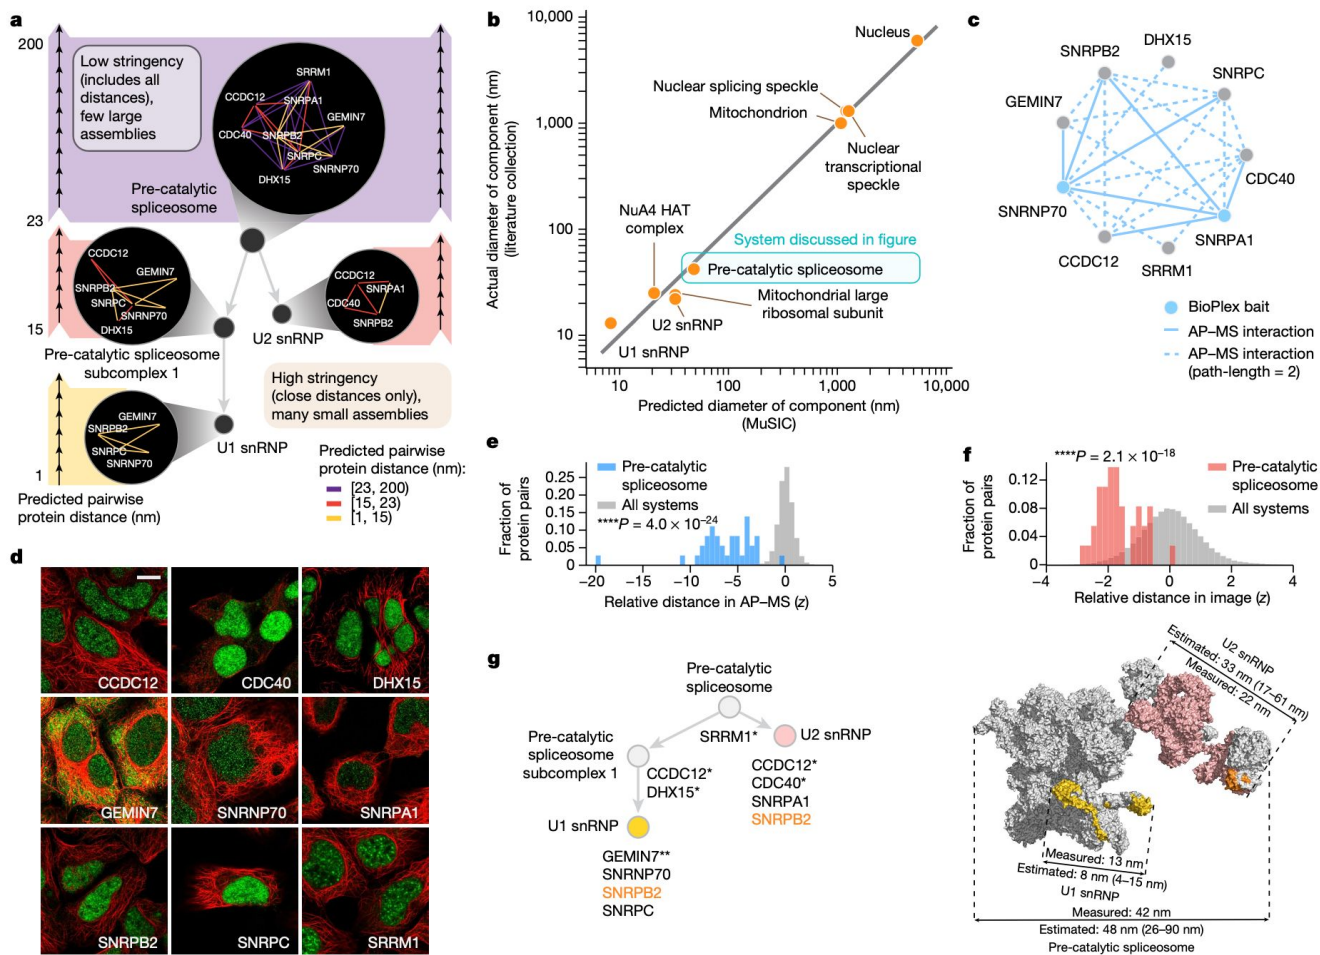 a
200
Low stringency
(includes all
distances),
few large
assemblies
SRRM1
CCDC12
SNRPA1
GEMIN7
CDC40
SNRPB2
SNRPC
SNRNP70
DHX15
Pre-catalytic
spliceosome
23
CCDC12
GEMIN7
SNRPB2
SNRPC
SNRNP70
DHX15
CCDC12
SNRPA1
CDC40
SNRPB2
15
U2 snRNP
Pre-catalytic spliceosome
subcomplex 1
High stringency
(close distances only),
many small assemblies
GEMIN7
SNRPB2
SNRPC
SNRNP70
U1 snRNP
1
Predicted pairwise
protein distance (nm)
Predicted pairwise
protein distance (nm):
[23, 200)
[15, 23)
[1, 15)
b
Actual diameter of component (nm)
(literature collection)
10,000
1,000
100
10
Nucleus
Nuclear splicing speckle
Mitochondrion
Nuclear
transcriptional
speckle
NuA4 HAT
complex
System discussed in figure
Pre-catalytic spliceosome
Mitochondrial large
ribosomal subunit
U2 snRNP
U1 snRNP
10
100
1,000
10,000
Predicted diameter of component (nm)
(MuSIC)
c
DHX15
SNRPB2
SNRPC
GEMIN7
CDC40
SNRNP70
SNRPA1
CCDC12
SRRM1
BioPlex bait
AP–MS interaction
AP–MS interaction
(path-length = 2)
d
CCDC12
CDC40
DHX15
GEMIN7
SNRNP70
SNRPA1
SNRPB2
SNRPC
SRRM1
e
Fraction of
protein pairs
0.25
0.20
0.15
0.10
0.05
0
Pre-catalytic
spliceosome
All systems
****P = 4.0 × 10–24
–20
–15
–10
–5
0
5
Relative distance in AP–MS (z)
f
****P = 2.1 × 10–18
Fraction of
protein pairs
0.12
0.08
0.04
0
Pre-catalytic
spliceosome
All systems
–4
–2
0
2
4
Relative distance in image (z)
g
Pre-catalytic
spliceosome
SRRM1*
U2 snRNP
Pre-catalytic
spliceosome
subcomplex 1
CCDC12*
DHX15*
CCDC12*
CDC40*
SNRPA1
SNRPB2
U1 snRNP
GEMIN7**
SNRNP70
SNRPB2
SNRPC
U2 snRNP
Estimated: 33 nm (17–61 nm)
Measured: 22 nm
Measured: 13 nm
Estimated: 8 nm (4–15 nm)
U1 snRNP
Measured: 42 nm
Estimated: 48 nm (26–90 nm)
Pre-catalytic spliceosome